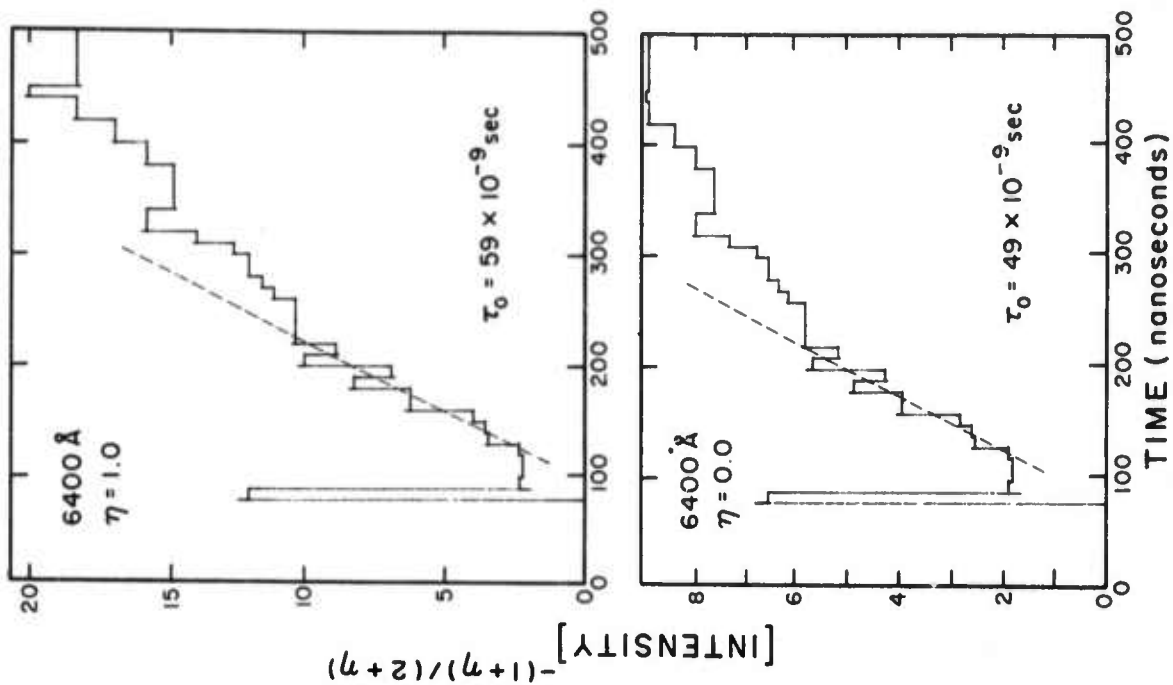 20
15
10
5
0
6400 Å
η = 1.0
τ₀ = 59 × 10⁻⁹ sec
100
200
300
400
500
[INTENSITY]⁻⁽¹⁺η⁾/⁽²⁺η⁾
8
6
4
2
0
6400 Å
η = 0.0
τ₀ = 49 × 10⁻⁹ sec
0
100
200
300
400
500
TIME (nanoseconds)